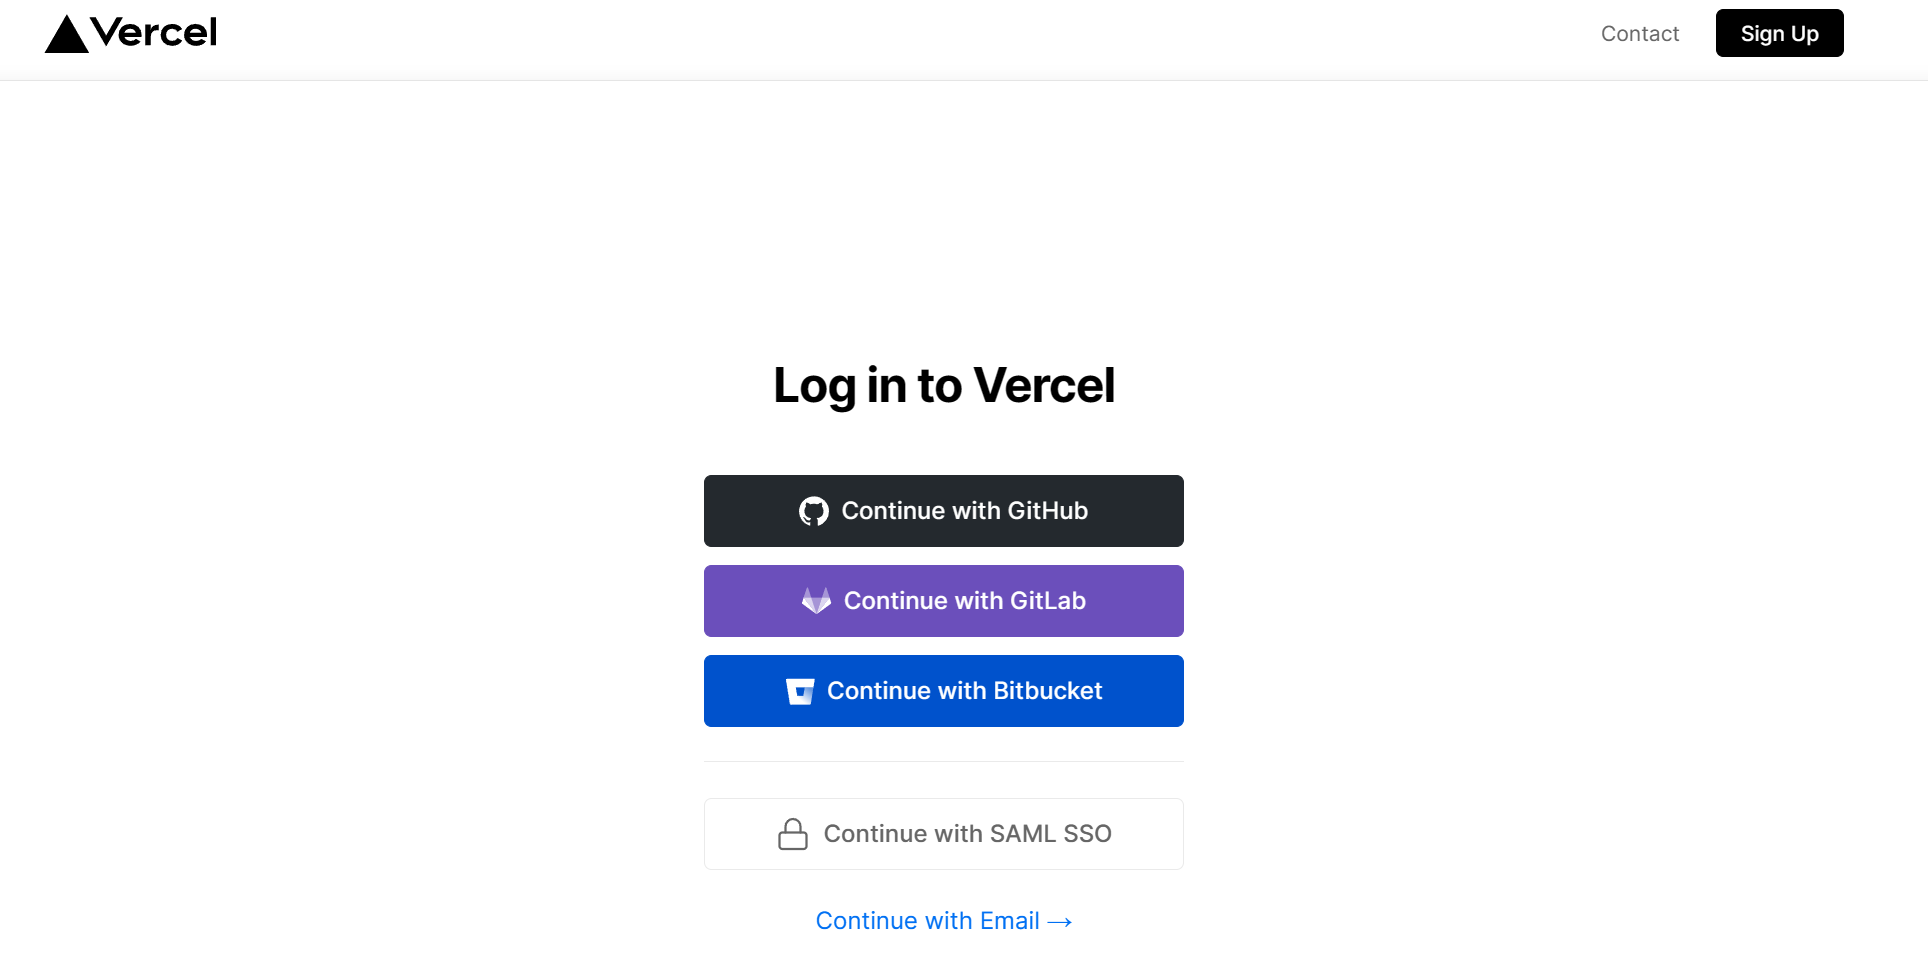 Vercel
Contact
Sign Up
Log in to Vercel
Continue with GitHub
Continue with GitLab
Continue with Bitbucket
Continue with SAML SSO
Continue with Email →